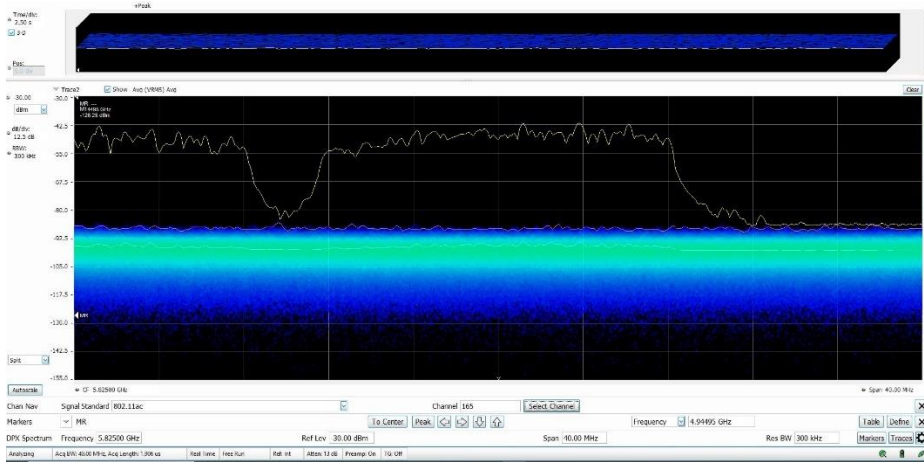 +Peak
Time/div:
2.50 s
3-D
Pos:
Trace2 Show Avg (VRMS) Avg Clear
-30.00
dBm
dB/div:
12.5 dB
RBW:
300 kHz
-30.0
-42.5
-55.0
-67.5
-80.0
-92.5
-105.0
-117.5
-130.0
-142.5
-155.0
MR
Split
Autoscale CF 5.82500 GHz Span 40.00 MHz
Chan Nav Signal Standard 802.11ac Channel 165 Select Channel
Markers MR To Center Peak Frequency 4.94495 GHz Table Define
DPX Spectrum Frequency 5.82500 GHz Ref Lev 30.00 dBm Span 40.00 MHz Res BW 300 kHz Markers Traces
Analyzing Acq BW: 40.00 MHz, Acq Length: Real Time Free Run Ref: Int Atten: 13 dB Preamp: On TG: Off